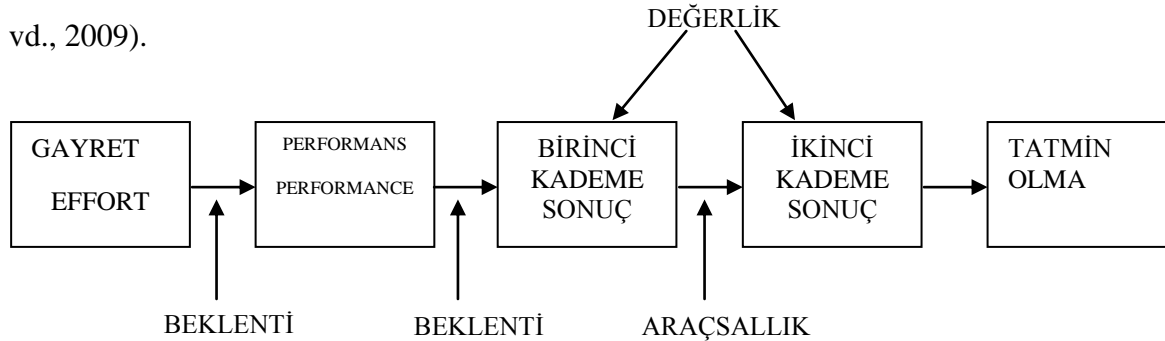 vd., 2009).
DEĞERLİK
GAYRET
EFFORT
PERFORMANS
PERFORMANCE
BİRİNCİ
KADEME
SONUÇ
İKİNCİ
KADEME
SONUÇ
TATMİN
OLMA
BEKLENTİ
BEKLENTİ
ARAÇSALLIK